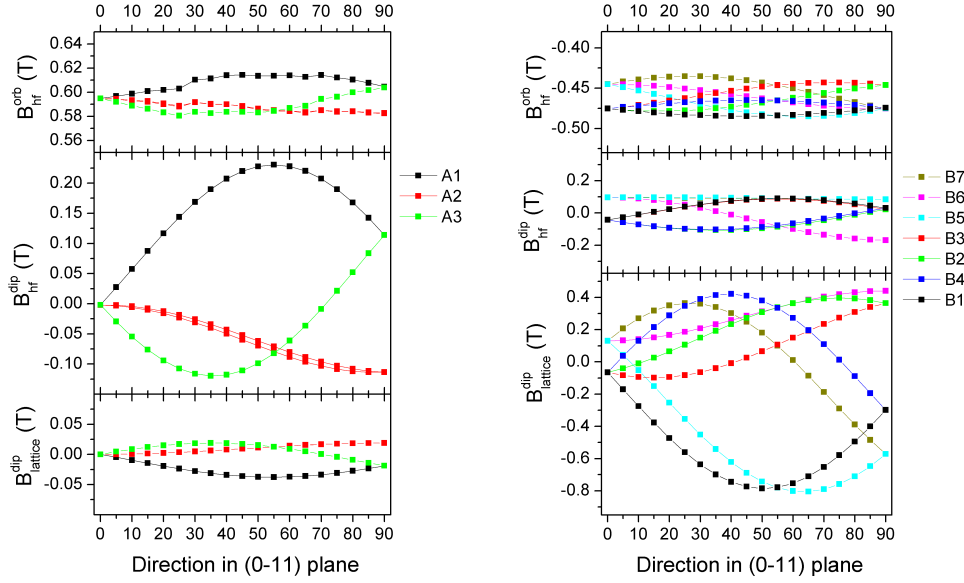 0 10 20 30 40 50 60 70 80 90
0.64
0.62
0.60
0.58
0.56
B_hf^orb (T)
0.20
0.15
0.10
0.05
0.00
-0.05
-0.10
B_hf^dip (T)
0.05
0.00
-0.05
B_lattice^dip (T)
0 10 20 30 40 50 60 70 80 90
Direction in (0-11) plane
A1
A2
A3
0 10 20 30 40 50 60 70 80 90
-0.40
-0.45
-0.50
B_hf^orb (T)
0.2
0.0
-0.2
B_hf^dip (T)
0.4
0.2
0.0
-0.2
-0.4
-0.6
-0.8
B_lattice^dip (T)
0 10 20 30 40 50 60 70 80 90
Direction in (0-11) plane
B7
B6
B5
B3
B2
B4
B1